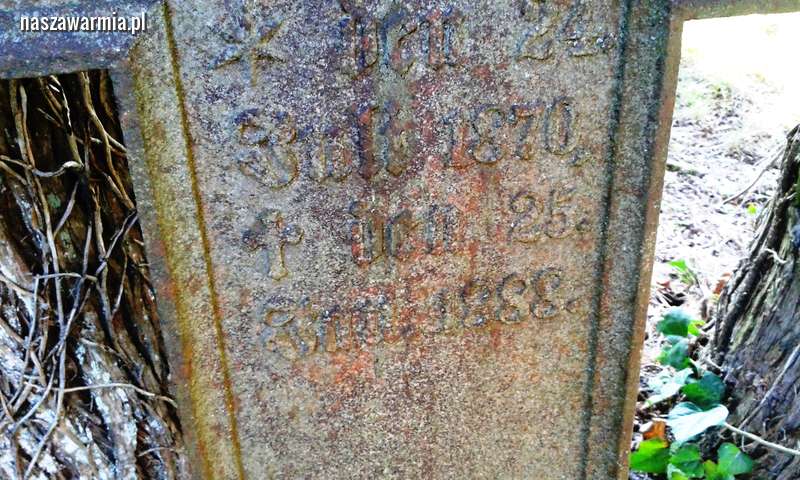 naszawarmia.pl
* den 24.
Juli 1870,
† den 25.
Juni 1888.